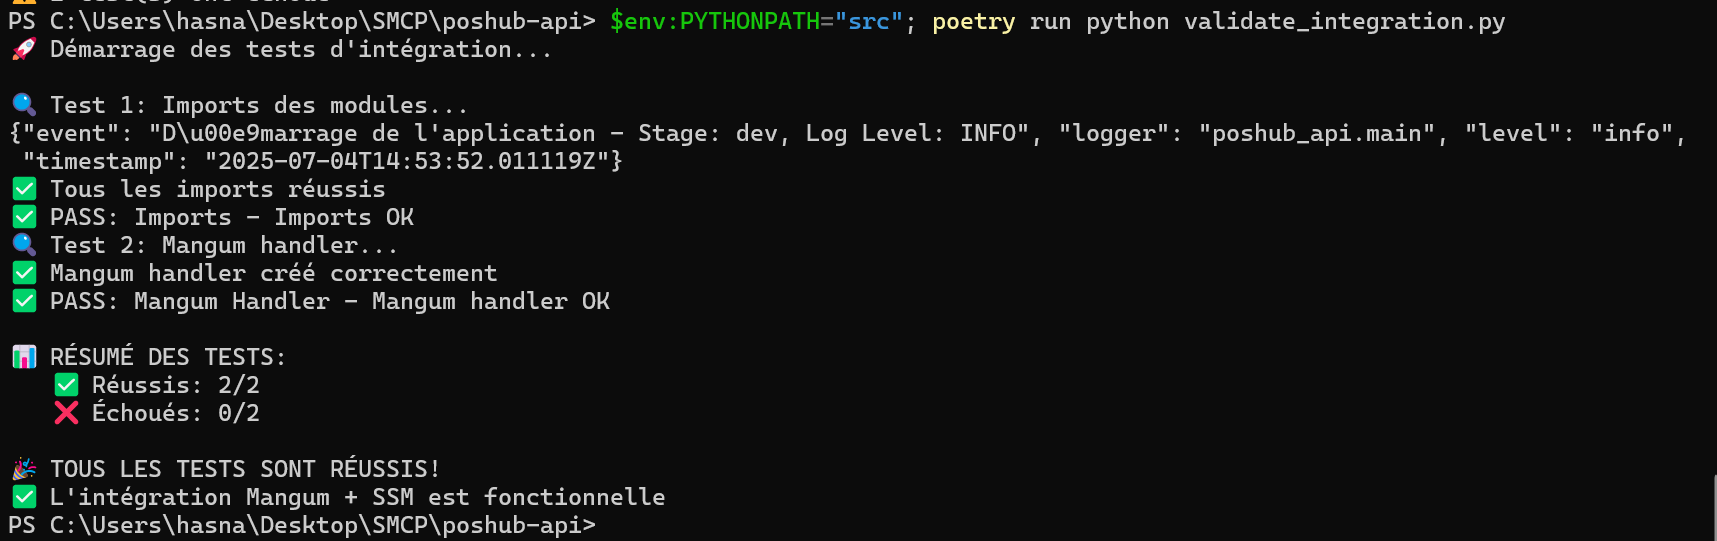 PS C:\Users\hasna\Desktop\SMCP\poshub-api> $env:PYTHONPATH="src"; poetry run python validate_integration.py
🚀 Démarrage des tests d'intégration...
🔍 Test 1: Imports des modules...
{"event": "D\u00e9marrage de l'application - Stage: dev, Log Level: INFO", "logger": "poshub_api.main", "level": "info",
"timestamp": "2025-07-04T14:53:52.011119Z"}
✅ Tous les imports réussis
✅ PASS: Imports - Imports OK
🔍 Test 2: Mangum handler...
✅ Mangum handler créé correctement
✅ PASS: Mangum Handler - Mangum handler OK
📊 RÉSUMÉ DES TESTS:
✅ Réussis: 2/2
❌ Échoués: 0/2
🎉 TOUS LES TESTS SONT RÉUSSIS!
✅ L'intégration Mangum + SSM est fonctionnelle
PS C:\Users\hasna\Desktop\SMCP\poshub-api>